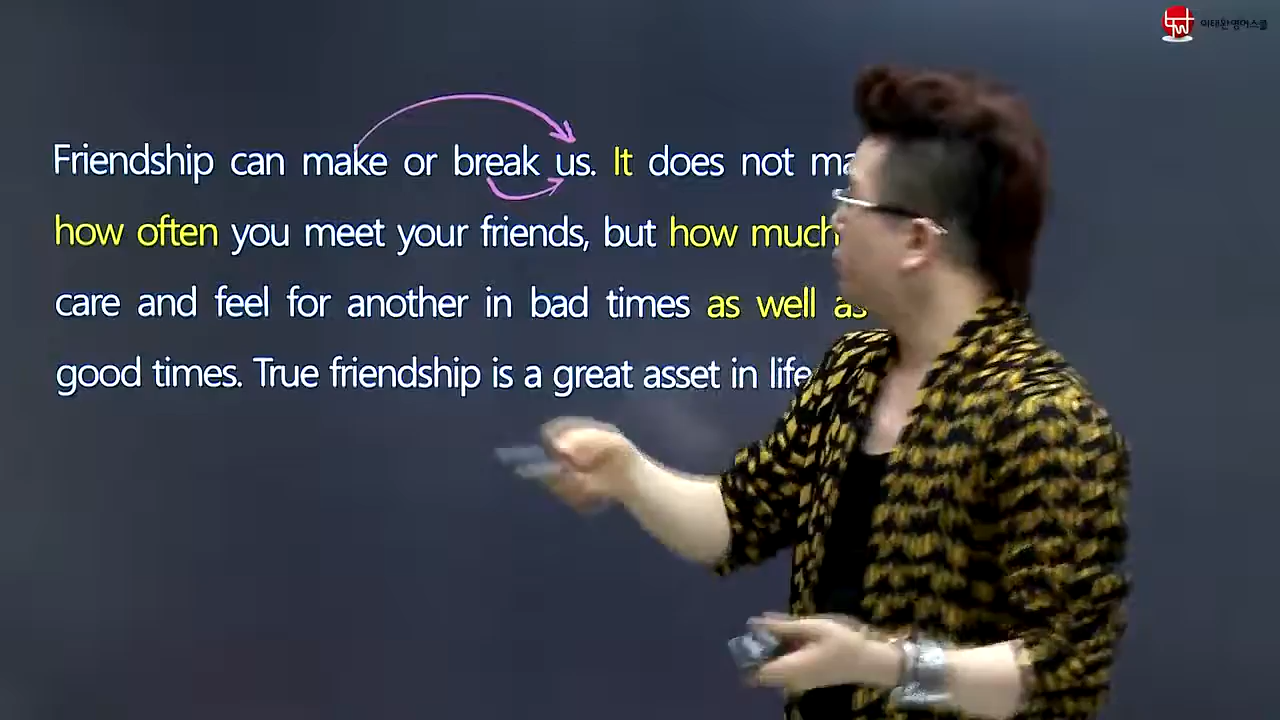 이태완영어스쿨
Friendship can make or break us. It does not
how often you meet your friends, but how much
care and feel for another in bad times as well as
good times. True friendship is a great asset in life